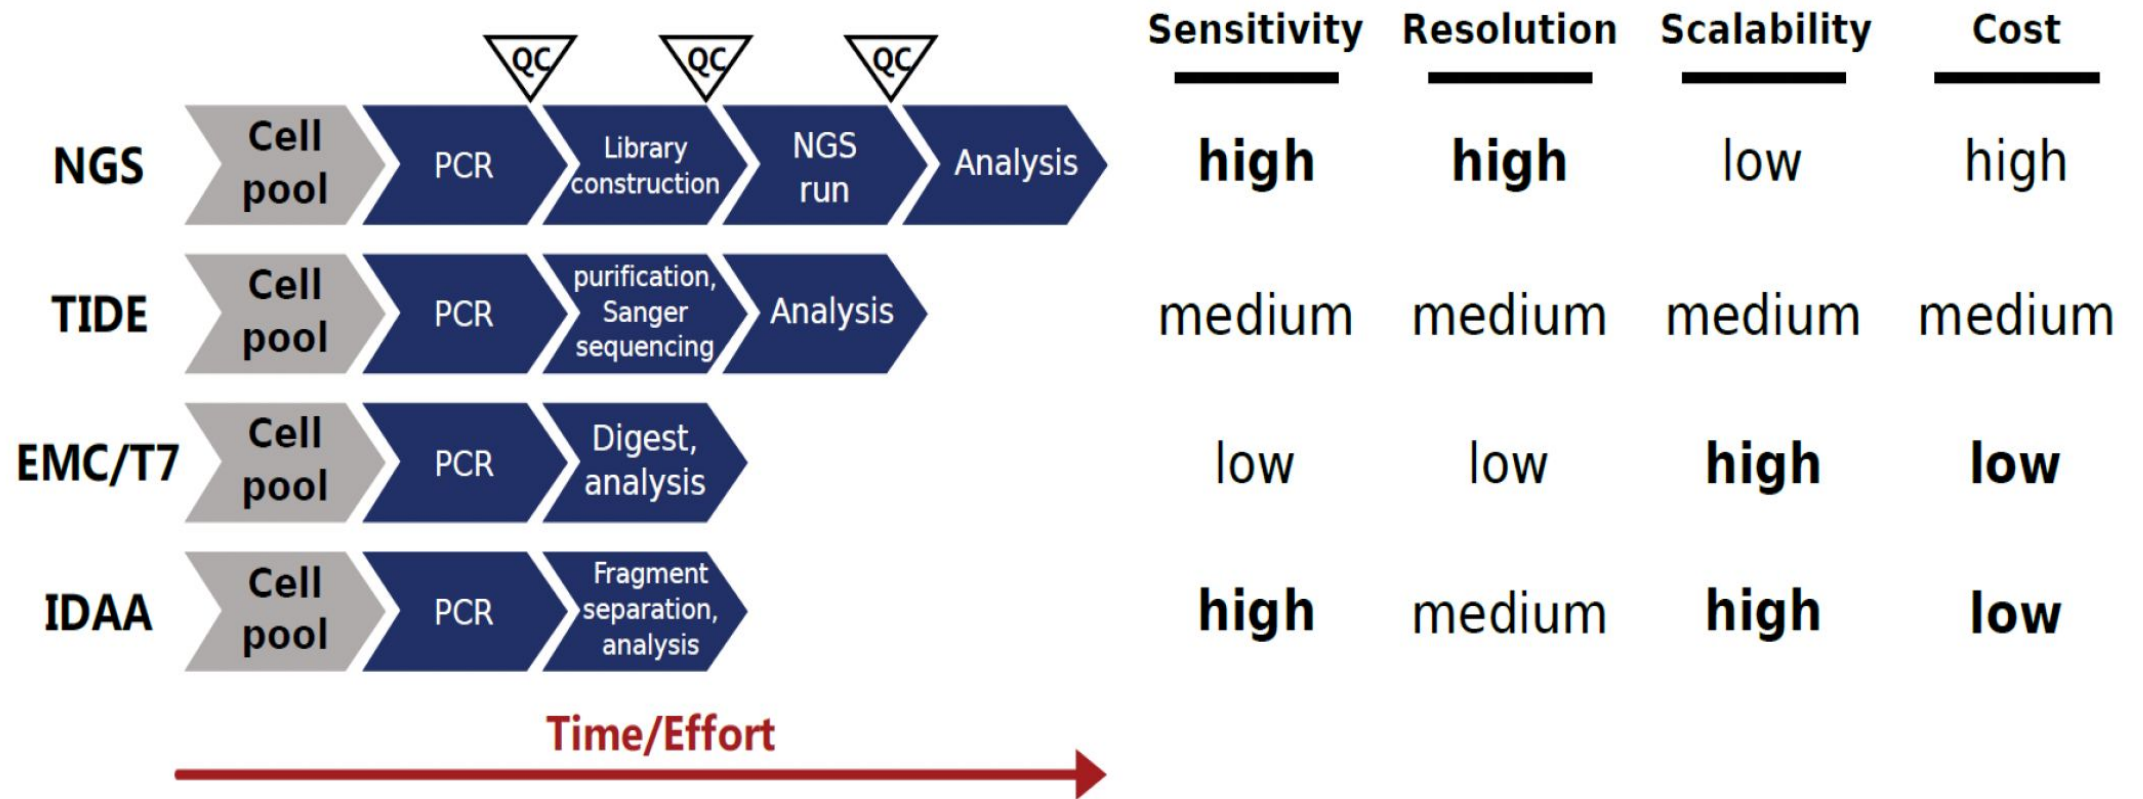 Sensitivity Resolution Scalability Cost
QC QC QC
NGS Cell pool PCR Library construction NGS run Analysis high high low high
TIDE Cell pool PCR purification, Sanger sequencing Analysis medium medium medium medium
EMC/T7 Cell pool PCR Digest, analysis low low high low
IDAA Cell pool PCR Fragment separation, analysis high medium high low
Time/Effort